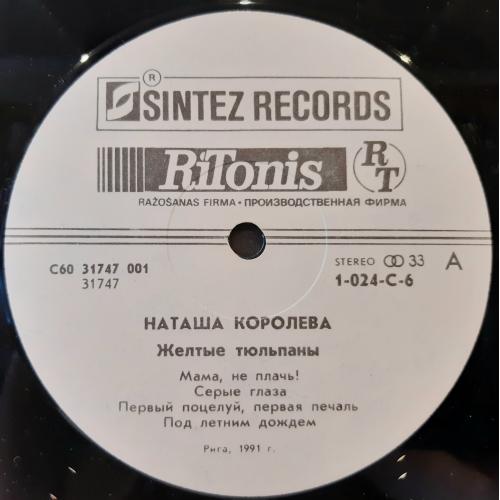 ®
SINTEZ RECORDS
RiTonis RT
RAŽOŠANAS FIRMA • ПРОИЗВОДСТВЕННАЯ ФИРМА
С60 31747 001
31747
STEREO 33 A
1-024-C-6
НАТАША КОРОЛЕВА
Желтые тюльпаны
Мама, не плачь!
Серые глаза
Первый поцелуй, первая печаль
Под летним дождем
Рига, 1991 г.